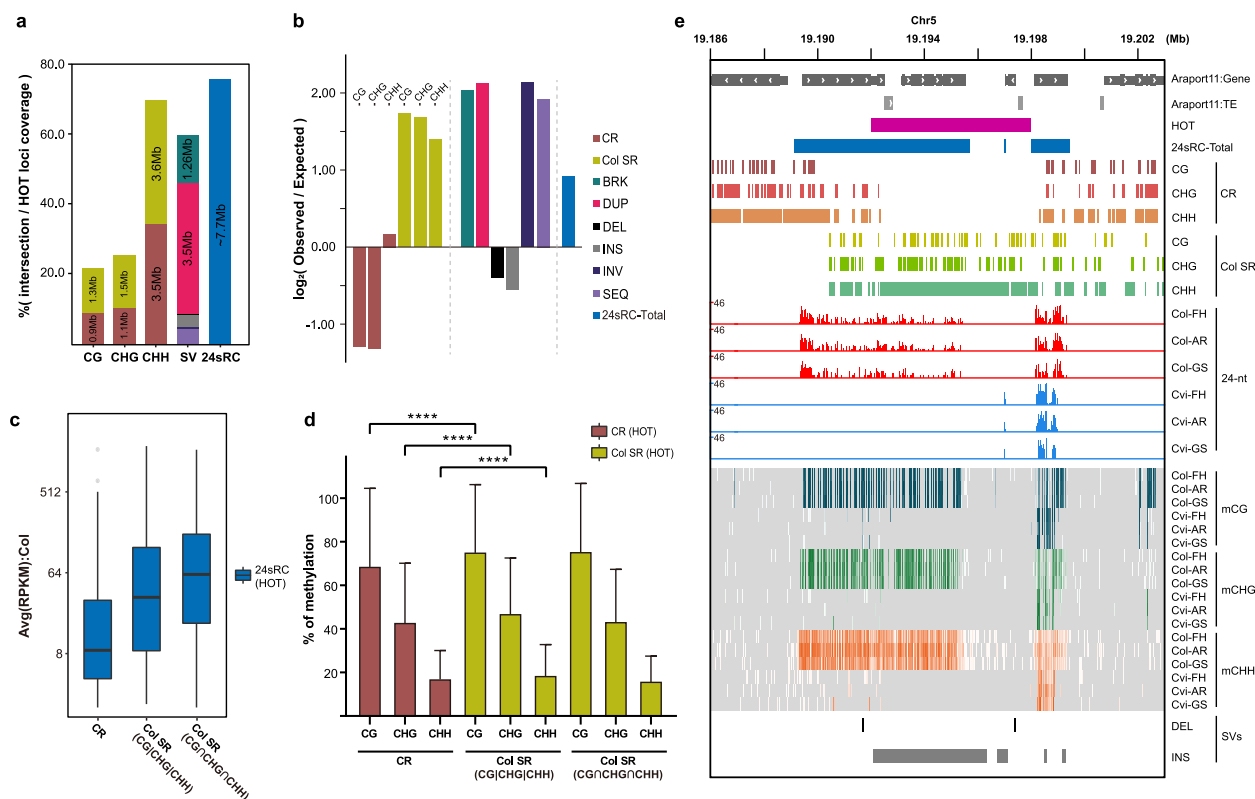 a
%( intersection / HOT loci coverage)
80.0
60.0
40.0
20.0
1.3Mb
0.9Mb
1.5Mb
1.1Mb
3.6Mb
3.5Mb
1.26Mb
3.5Mb
~7.7Mb
CG
CHG
CHH
SV
24sRC
b
log₂( Observed / Expected)
2.00
1.00
0.00
-1.00
CG
CHG
CHH
CG
CHG
CHH
CR
Col SR
BRK
DUP
DEL
INS
INV
SEQ
24sRC-Total
c
Avg(RPKM):Col
512
64
8
CR
Col SR
(CG|CHG|CHH)
Col SR
(CG∩CHG∩CHH)
24sRC
(HOT)
d
% of methylation
100
80
60
40
20
****
****
****
CR (HOT)
Col SR (HOT)
CG CHG CHH CG CHG CHH CG CHG CHH
CR
Col SR
(CG|CHG|CHH)
Col SR
(CG∩CHG∩CHH)
e
Chr5
19.186 19.190 19.194 19.198 19.202 (Mb)
Araport11:Gene
Araport11:TE
HOT
24sRC-Total
CG
CHG
CHH
CR
CG
CHG
CHH
Col SR
46
Col-FH
46
Col-AR
46
Col-GS
46
Cvi-FH
46
Cvi-AR
46
Cvi-GS
24-nt
Col-FH
Col-AR
Col-GS
Cvi-FH
Cvi-AR
Cvi-GS
mCG
Col-FH
Col-AR
Col-GS
Cvi-FH
Cvi-AR
Cvi-GS
mCHG
Col-FH
Col-AR
Col-GS
Cvi-FH
Cvi-AR
Cvi-GS
mCHH
DEL
INS
SVs